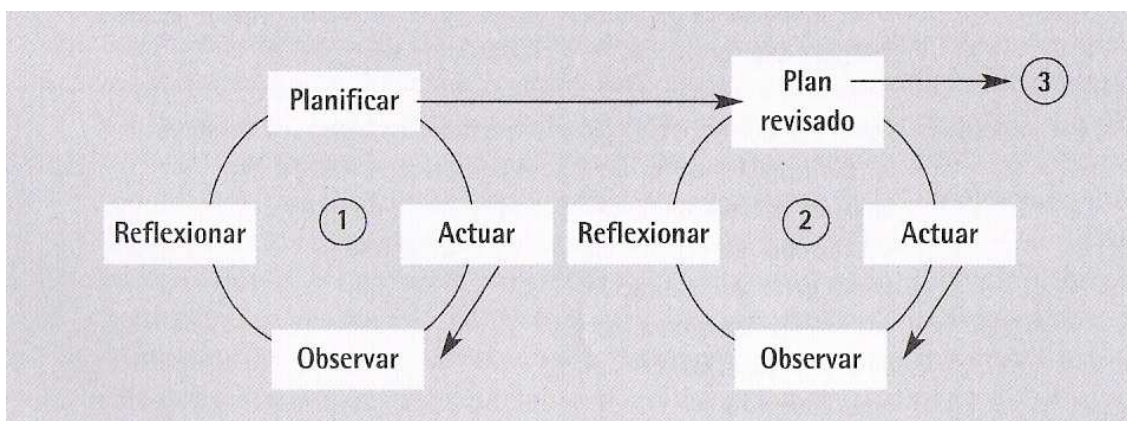 Planificar
Plan
revisado
3
Reflexionar
1
Actuar
Reflexionar
2
Actuar
Observar
Observar